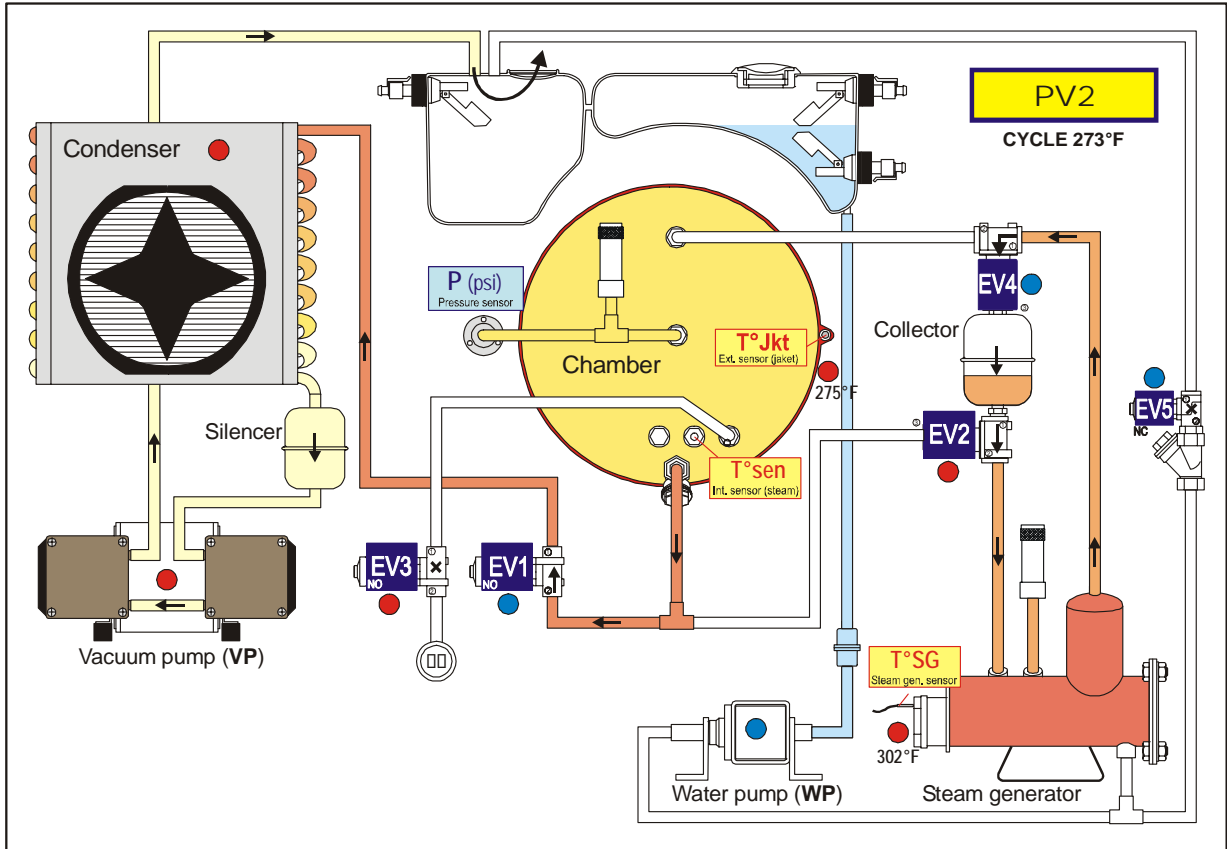 PV2
CYCLE 273°F
Condenser
P (psi)
Pressure sensor
EV4
3
Collector
T°Jkt
Ext. sensor (jaket)
Chamber
275°F
EV5
NC
Silencer
3
EV2
T°sen
Int. sensor (steam)
EV3
NO
EV1
NO
Vacuum pump (VP)
T°SG
Steam gen. sensor
302°F
Water pump (WP)
Steam generator